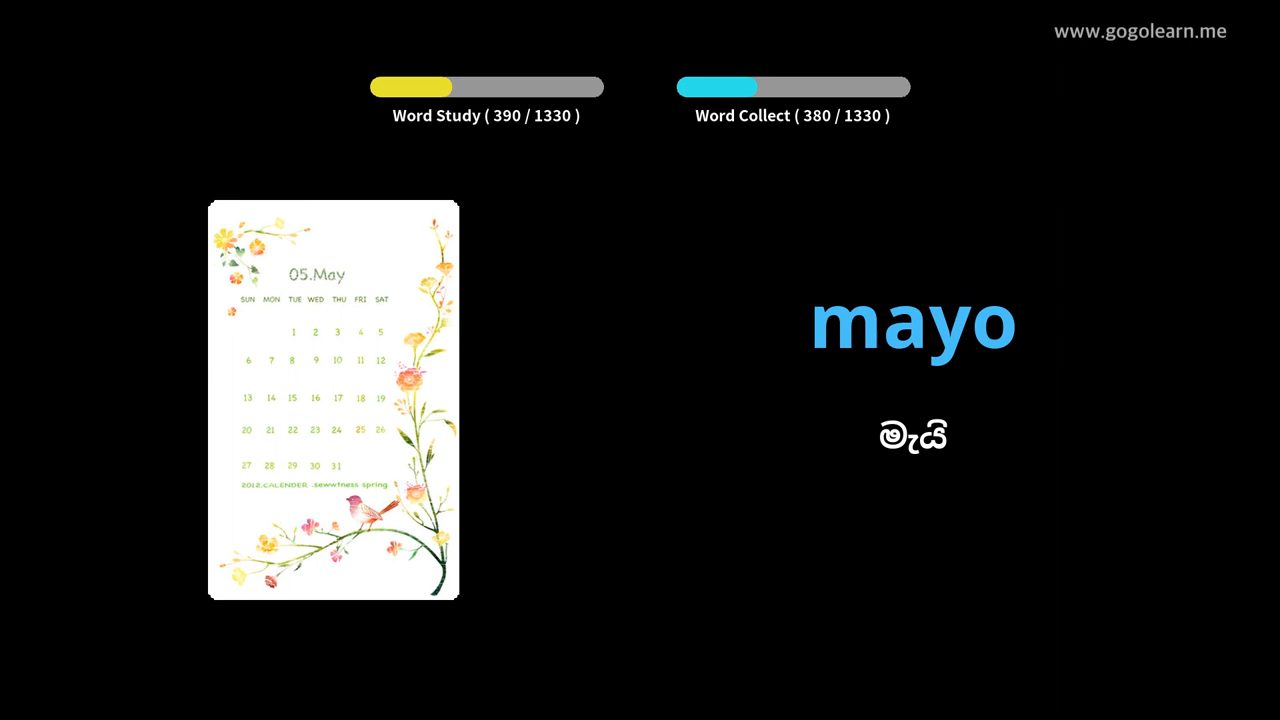 www.gogolearn.me
Word Study ( 390 / 1330 )
Word Collect ( 380 / 1330 )
05.May
SUN MON TUE WED THU FRI SAT
1 2 3 4 5
6 7 8 9 10 11 12
13 14 15 16 17 18 19
20 21 22 23 24 25 26
27 28 29 30 31
2012.CALENDER .sewwtness spring
mayo
මැයි